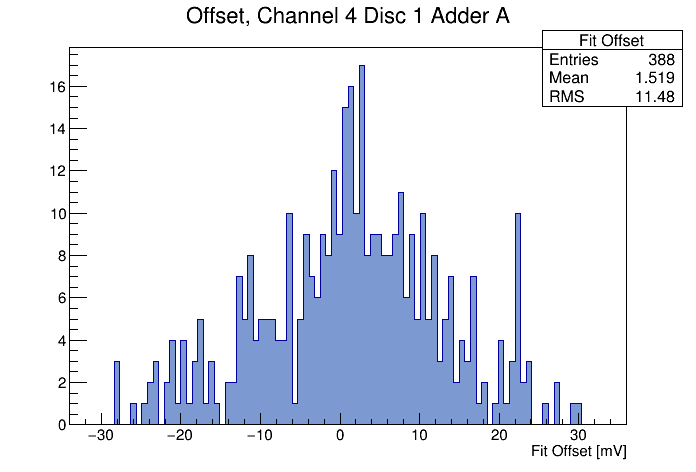 Offset, Channel 4 Disc 1 Adder A
Fit Offset
Entries 388
Mean 1.519
RMS 11.48
16
14
12
10
8
6
4
2
0
−30 −20 −10 0 10 20 30
Fit Offset [mV]